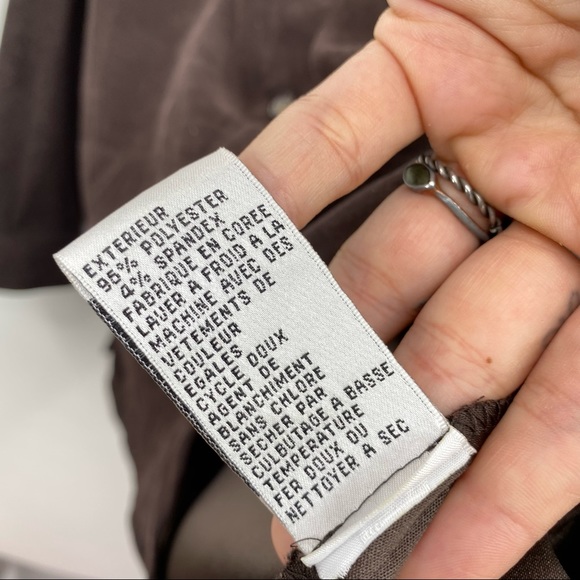 EXTERIEUR
96% POLYESTER
4% SPANDEX
FABRIQUE EN COREE
LAVER A FROID A LA
MACHINE AVEC DES
VETEMENTS DE
COULEUR
EGALES
CYCLE DOUX
AGENT DE
BLANCHIMENT
SANS CHLORE
SECHER PAR
CULBUTAGE A BASSE
TEMPERATURE
FER DOUX OU
NETTOYER A SEC